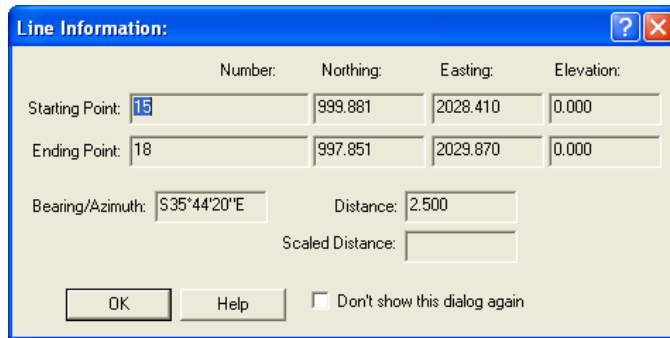 Line Information:
Number: Northing: Easting: Elevation:
Starting Point: 15 999.881 2028.410 0.000
Ending Point: 18 997.851 2029.870 0.000
Bearing/Azimuth: S35°44'20"E Distance: 2.500
Scaled Distance:
OK Help Don't show this dialog again